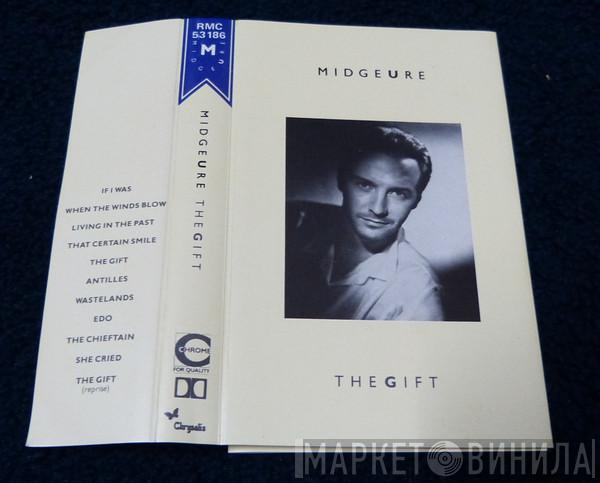 RMC
53186
M
MIDGEURE THEGIFT
CHROME
FOR QUALITY
Chrysalis
IF I WAS
WHEN THE WINDS BLOW
LIVING IN THE PAST
THAT CERTAIN SMILE
THE GIFT
ANTILLES
WASTELANDS
EDO
THE CHIEFTAIN
SHE CRIED
THE GIFT
(reprise)
MIDGEURE
THEGIFT
МАРКЕТ ВИНИЛА